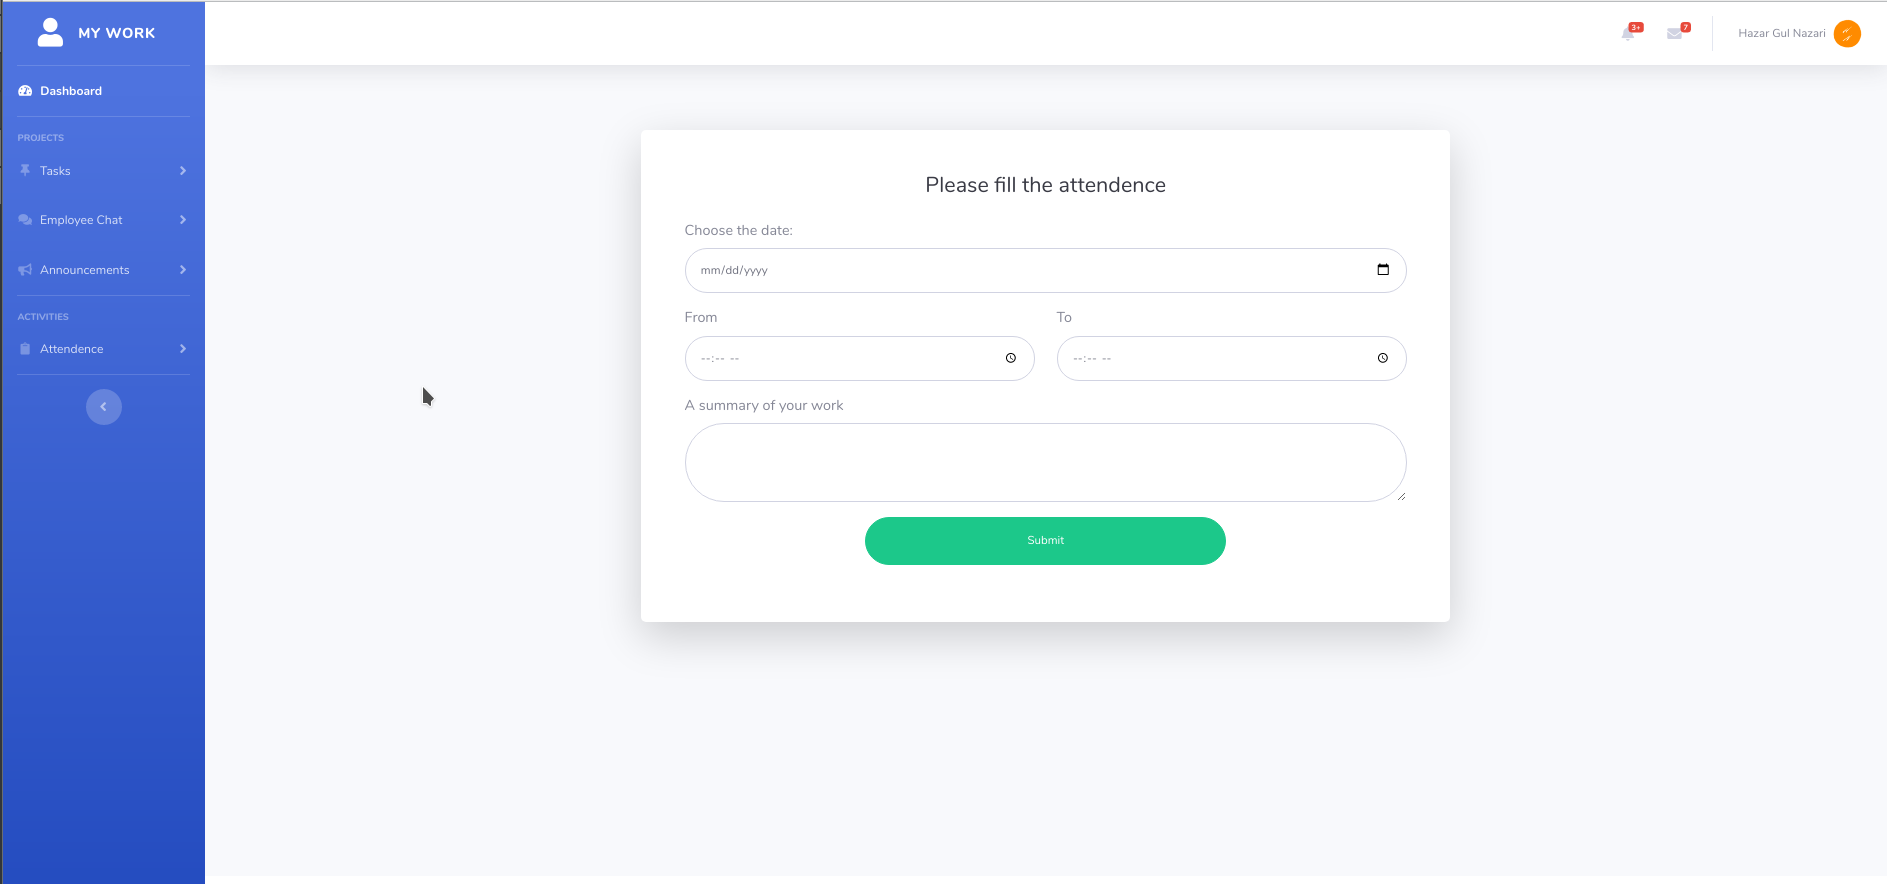 MY WORK
3+
7
Hazar Gul Nazari
Dashboard
PROJECTS
Tasks
Employee Chat
Announcements
ACTIVITIES
Attendence
Please fill the attendence
Choose the date:
mm/dd/yyyy
From
To
--:-- --
--:-- --
A summary of your work
Submit